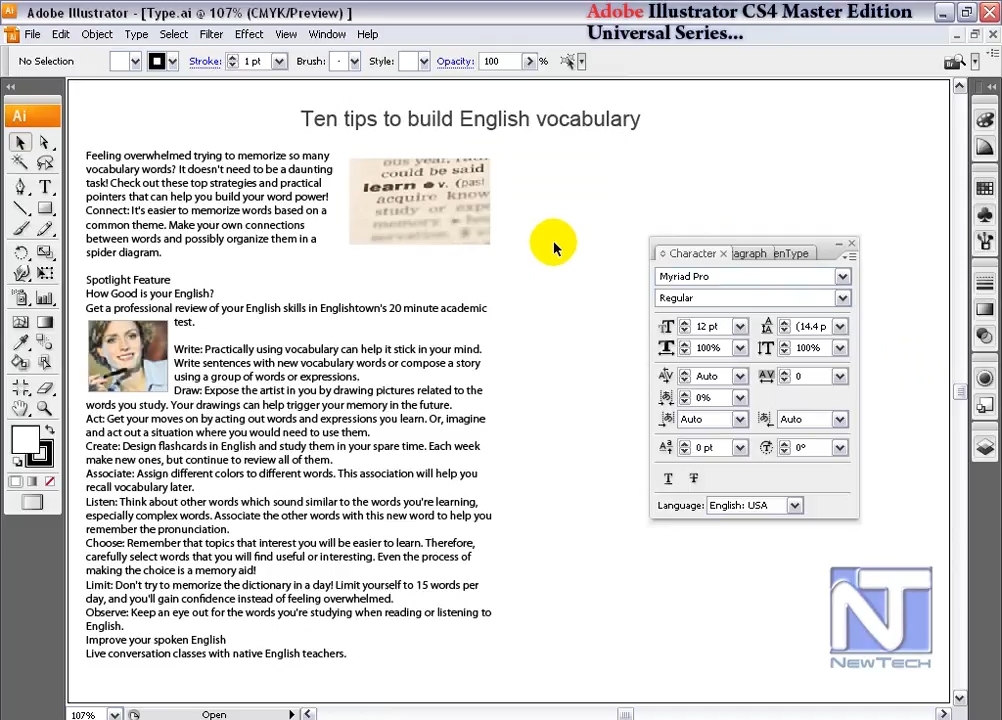 Adobe Illustrator - [Type.ai @ 107% (CMYK/Preview) ]
Adobe Illustrator CS4 Master Edition
Universal Series...
File Edit Object Type Select Filter Effect View Window Help
No Selection Stroke: 1 pt Brush: Style: Opacity: 100 %
Ai
Ten tips to build English vocabulary
Feeling overwhelmed trying to memorize so many
vocabulary words? It doesn't need to be a daunting
task! Check out these top strategies and practical
pointers that can help you build your word power!
Connect: It's easier to memorize words based on a
common theme. Make your own connections
between words and possibly organize them in a
spider diagram.
could be said
learn v. (pas
acquire know
study or expe
memory
Spotlight Feature
How Good is your English?
Get a professional review of your English skills in Englishtown's 20 minute academic
test.
Write: Practically using vocabulary can help it stick in your mind.
Write sentences with new vocabulary words or compose a story
using a group of words or expressions.
Draw: Expose the artist in you by drawing pictures related to the
words you study. Your drawings can help trigger your memory in the future.
Act: Get your moves on by acting out words and expressions you learn. Or, imagine
and act out a situation where you would need to use them.
Create: Design flashcards in English and study them in your spare time. Each week
make new ones, but continue to review all of them.
Associate: Assign different colors to different words. This association will help you
recall vocabulary later.
Listen: Think about other words which sound similar to the words you're learning,
especially complex words. Associate the other words with this new word to help you
remember the pronunciation.
Choose: Remember that topics that interest you will be easier to learn. Therefore,
carefully select words that you will find useful or interesting. Even the process of
making the choice is a memory aid!
Limit: Don't try to memorize the dictionary in a day! Limit yourself to 15 words per
day, and you'll gain confidence instead of feeling overwhelmed.
Observe: Keep an eye out for the words you're studying when reading or listening to
English.
Improve your spoken English
Live conversation classes with native English teachers.
Character aragraph enType
Myriad Pro
Regular
12 pt (14.4 p
100% 100%
Auto 0
0%
Auto Auto
0 pt 0°
T T
Language: English: USA
NT
NEWTECH
107% Open